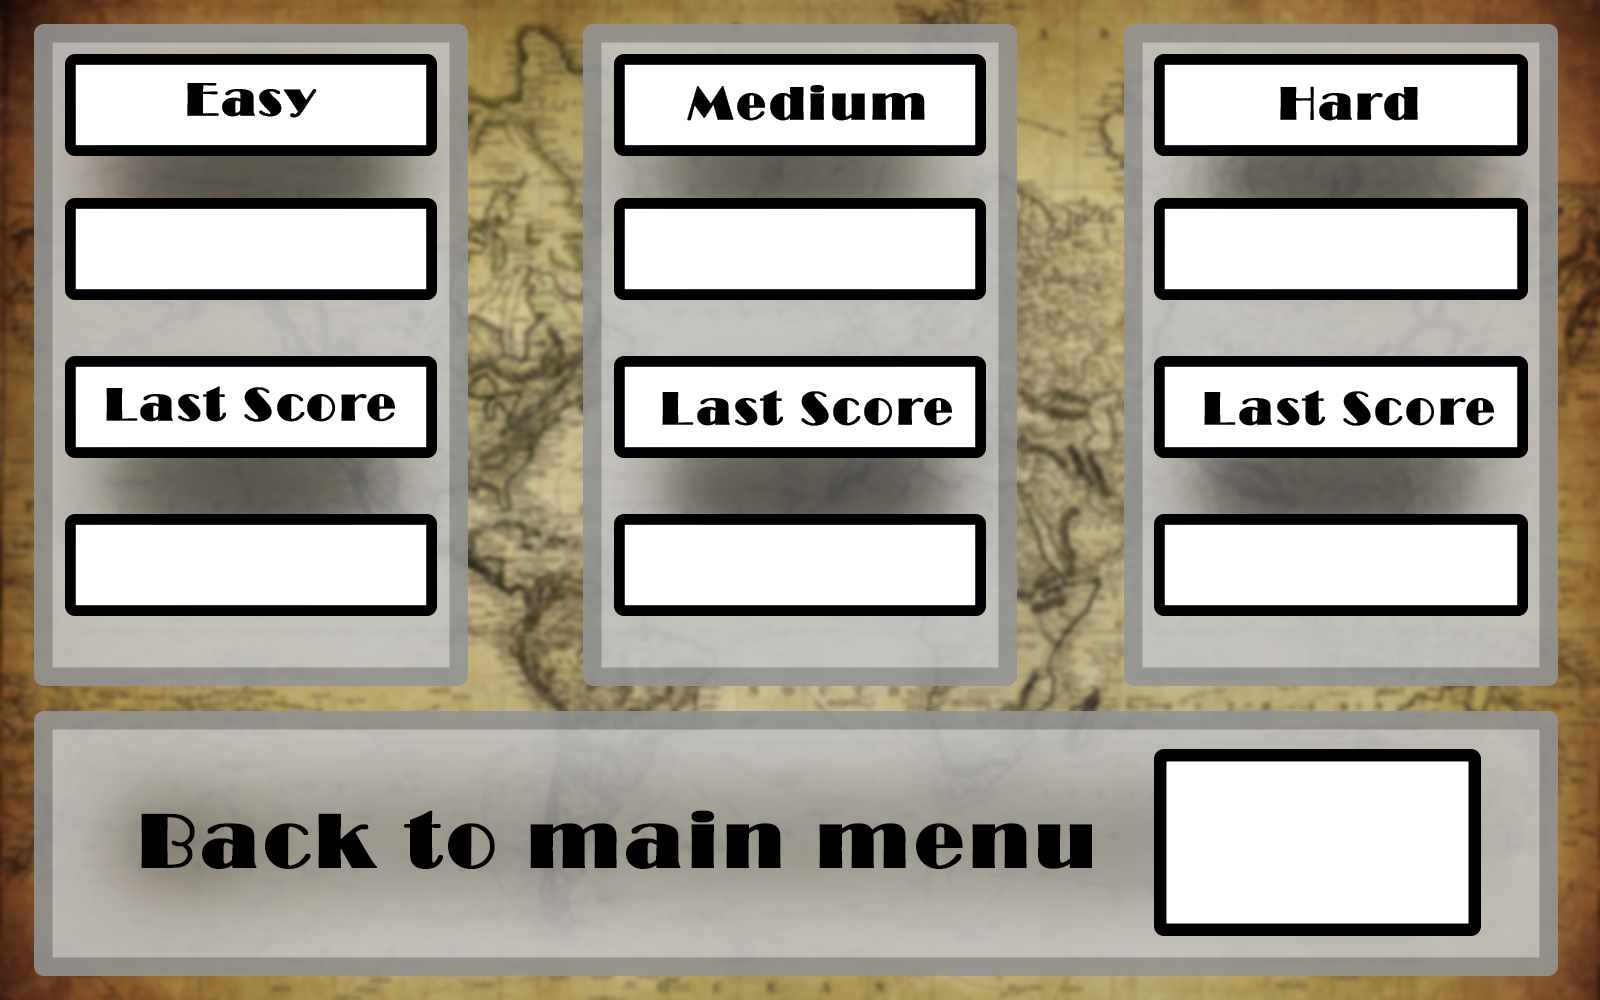 Easy
Medium
Hard
Last Score
Last Score
Last Score
Back to main menu